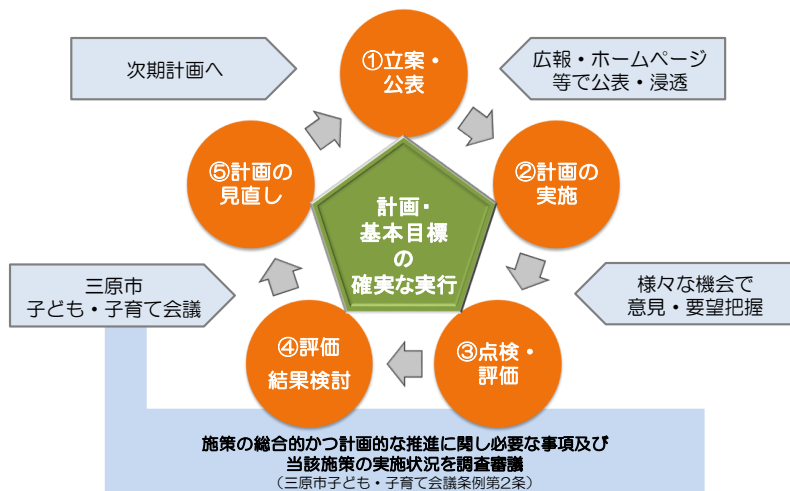 ①立案・
公表
次期計画へ
広報・ホームページ
等で公表・浸透
⑤計画の
見直し
②計画の
実施
計画・
基本目標
の
確実な実行
三原市
子ども・子育て会議
様々な機会で
意見・要望把握
④評価
結果検討
③点検・
評価
施策の総合的かつ計画的な推進に関し必要な事項及び
当該施策の実施状況を調査審議
（三原市子ども・子育て会議条例第2条）